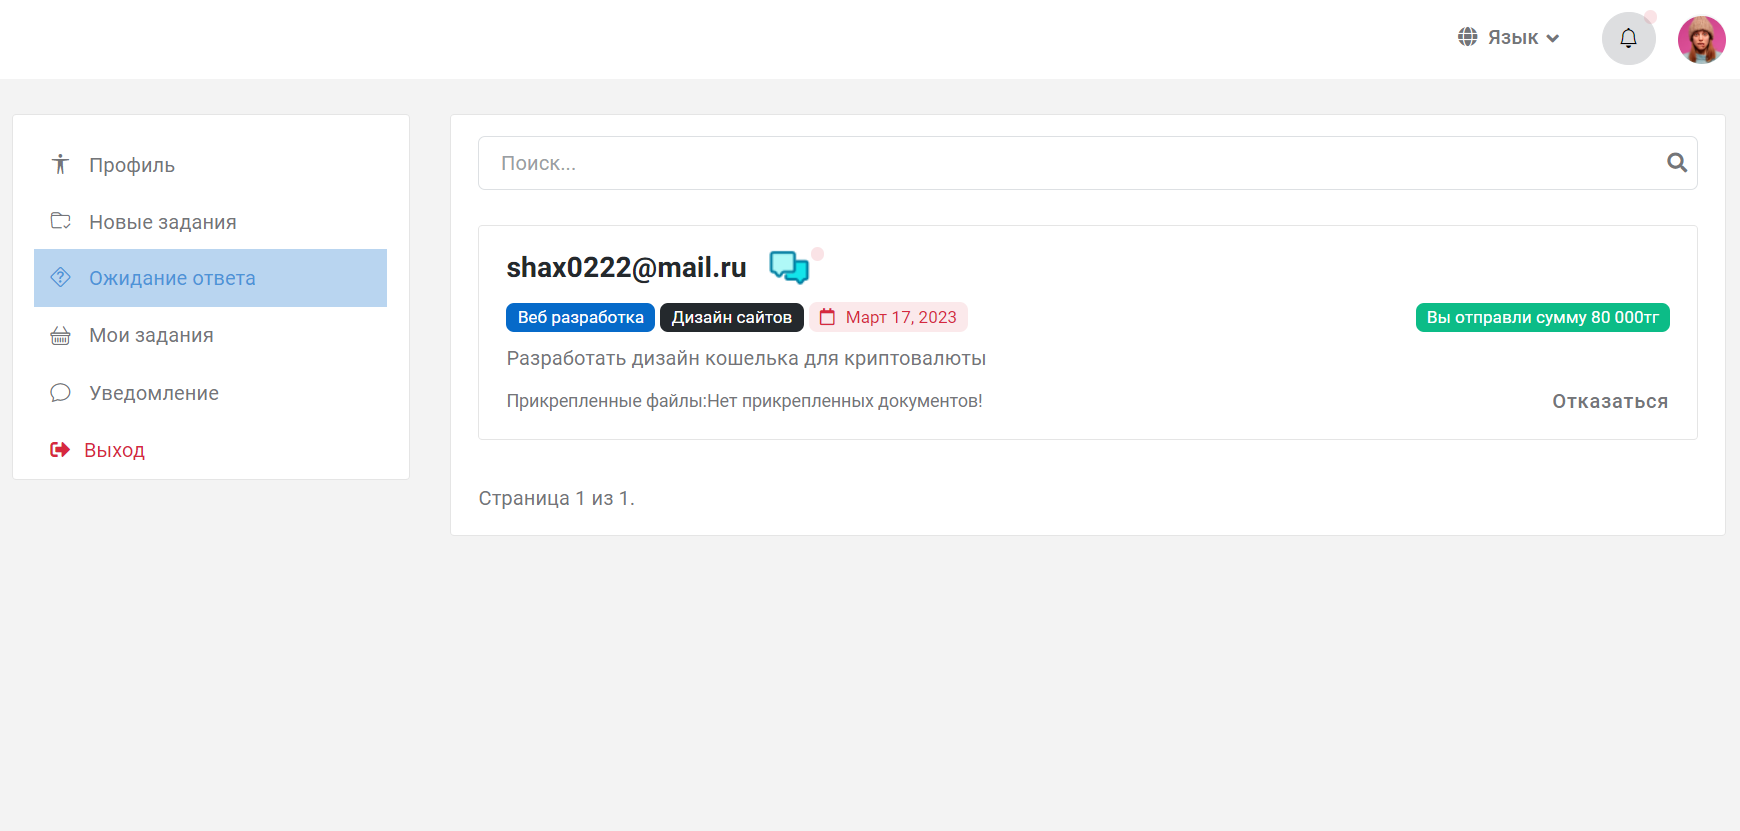 Язык
Профиль
Новые задания
Ожидание ответа
Мои задания
Уведомление
Выход
Поиск...
shax0222@mail.ru
Веб разработка Дизайн сайтов Март 17, 2023 Вы отправли сумму 80 000тг
Разработать дизайн кошелька для криптовалюты
Прикрепленные файлы:Нет прикрепленных документов! Отказаться
Страница 1 из 1.